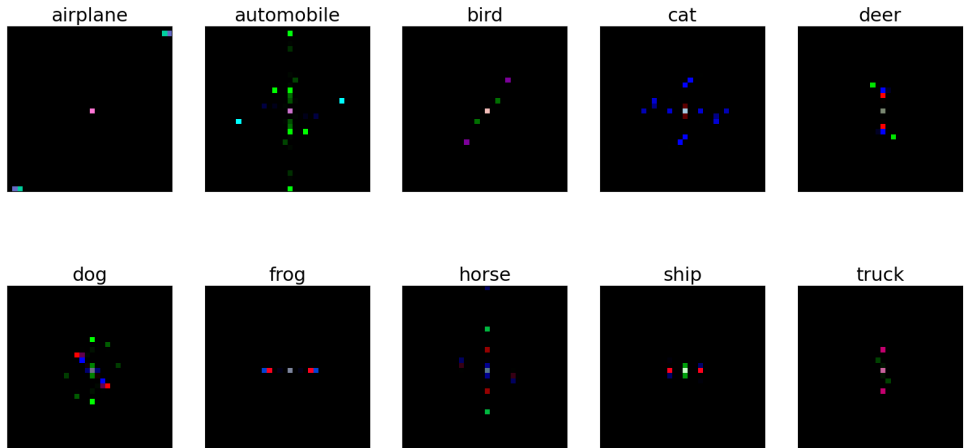 airplane automobile bird cat deer
dog frog horse ship truck